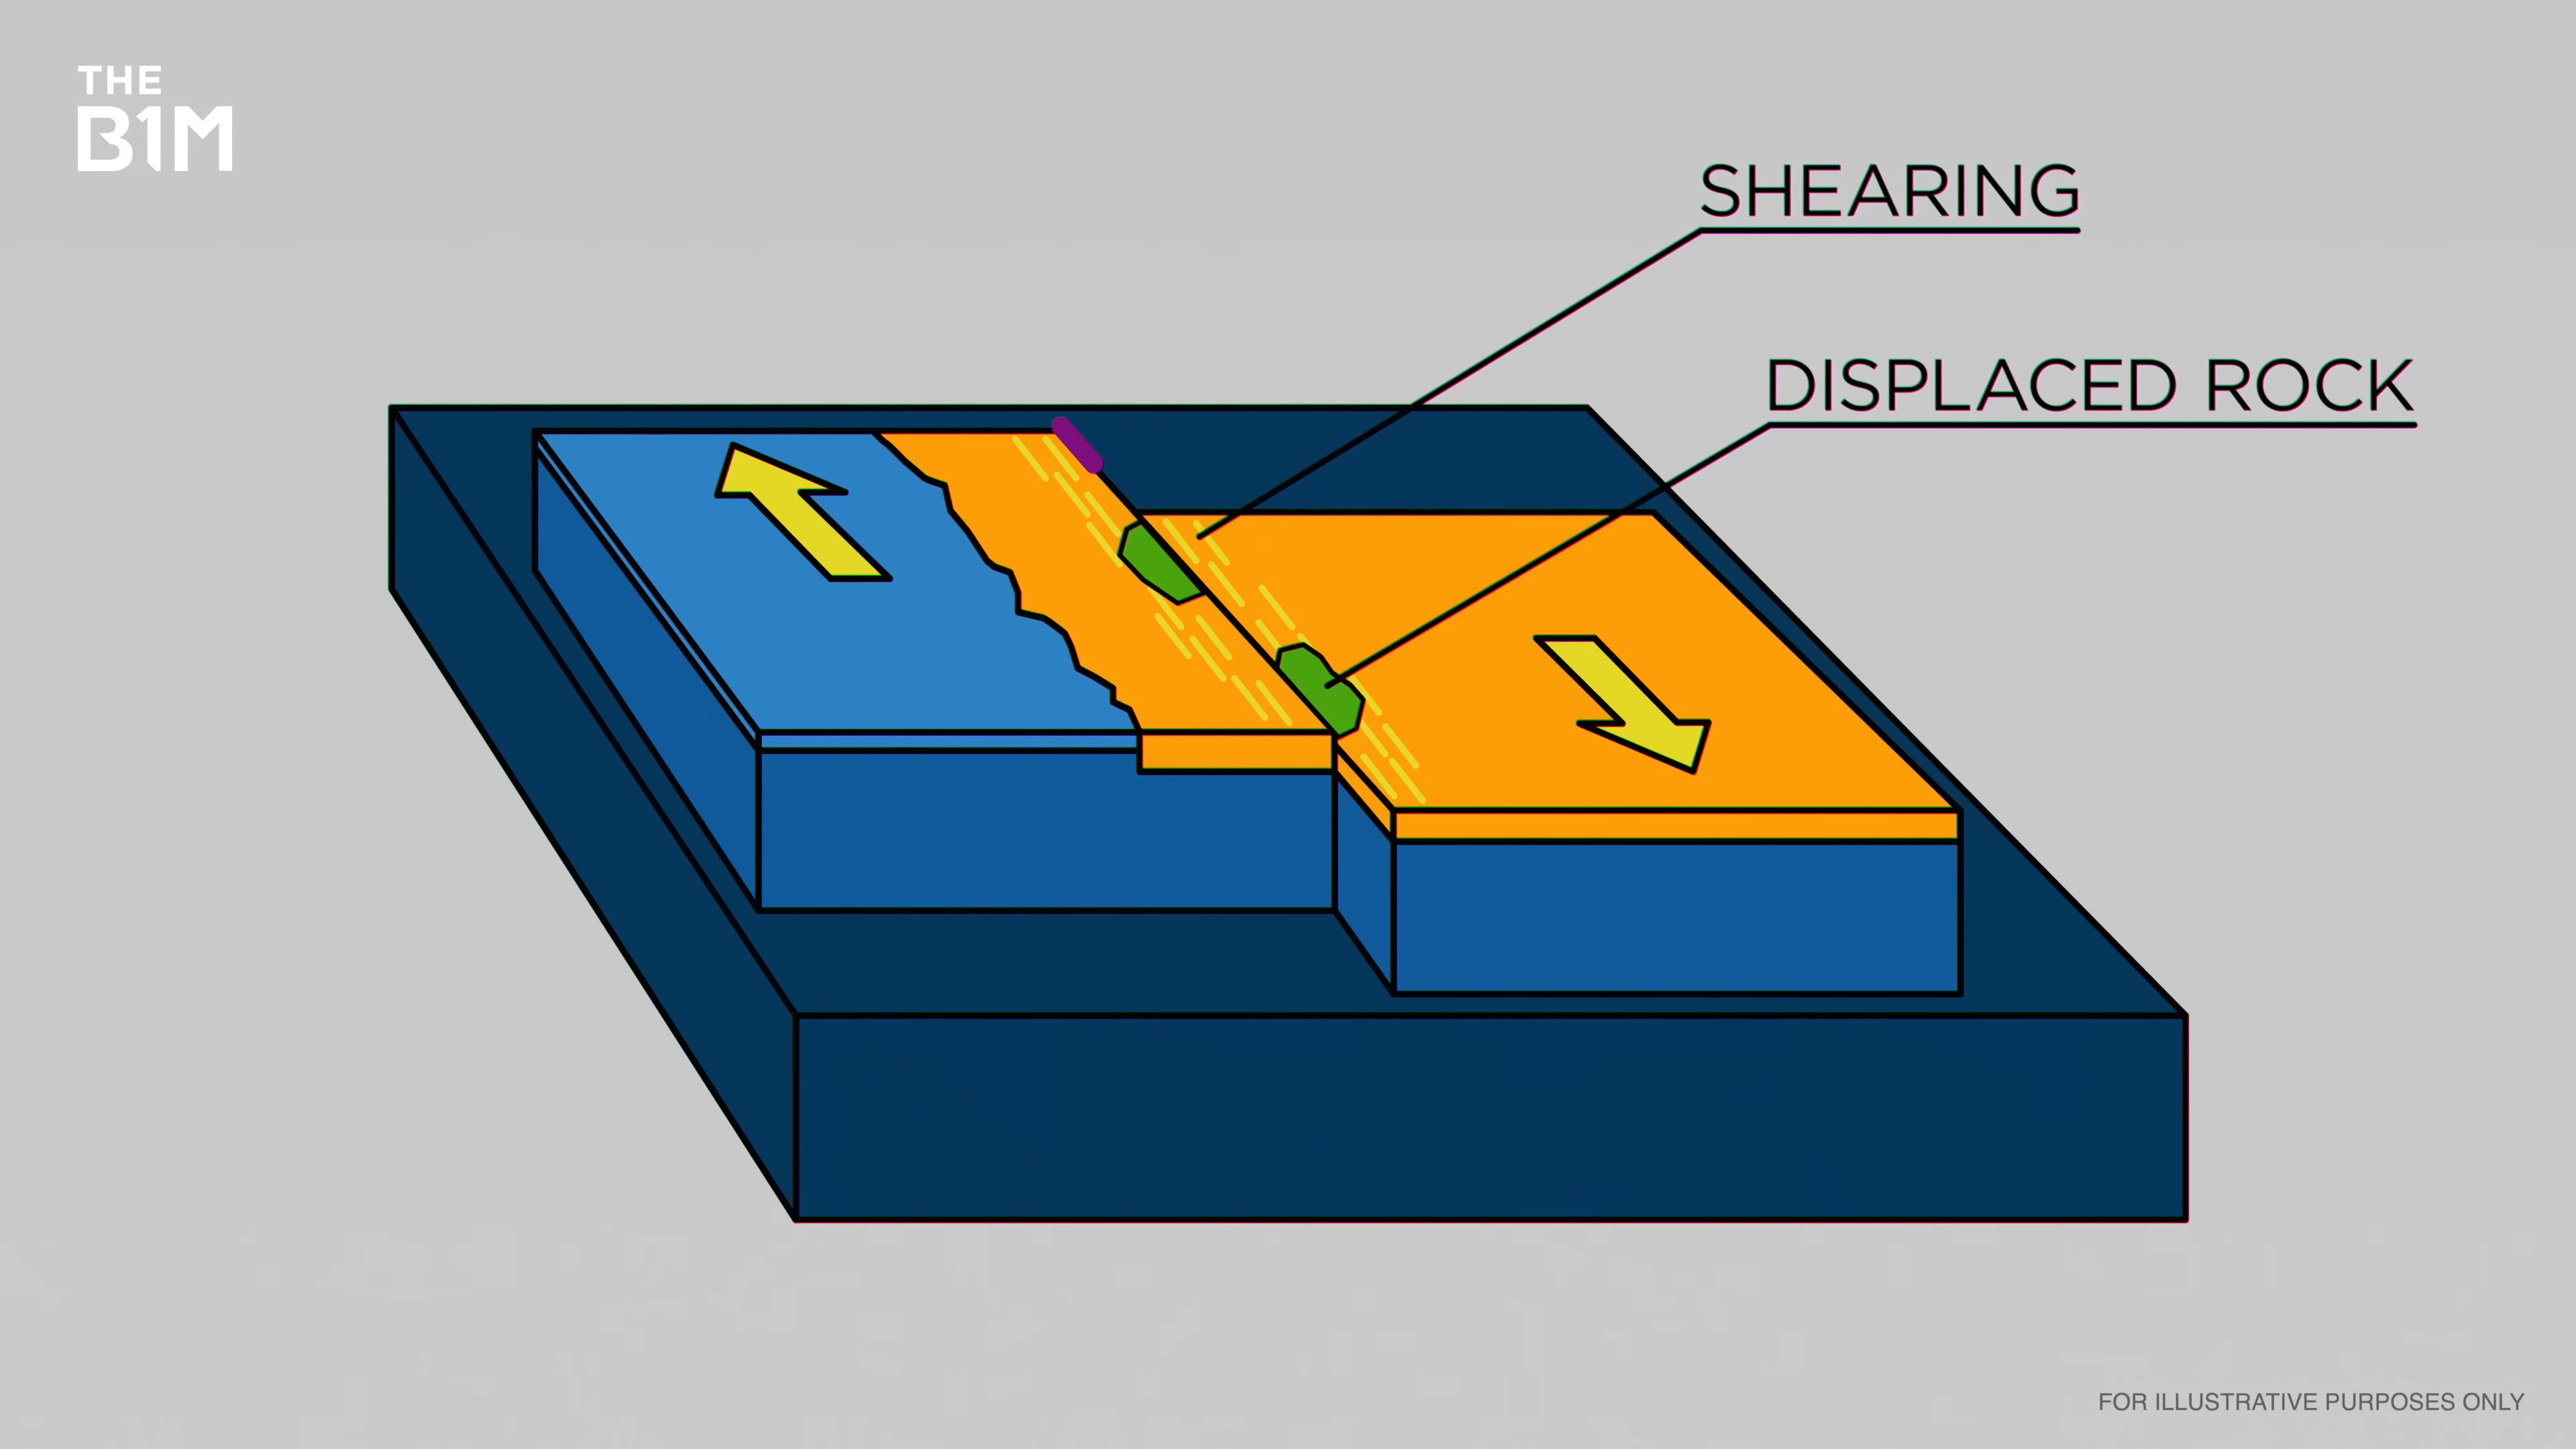 THE
B1M
SHEARING
DISPLACED ROCK
FOR ILLUSTRATIVE PURPOSES ONLY